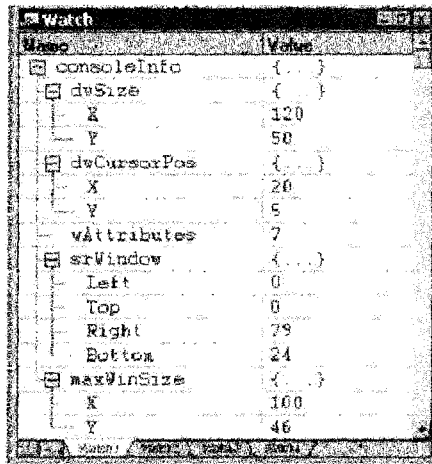 Watch
Name Value
consoleInfo {...}
dwSize {...}
X 120
Y 50
dwCursorPos {...}
X 20
Y 5
wAttributes 7
srWindow {...}
Left 0
Top 0
Right 79
Bottom 24
maxWinSize {...}
X 100
Y 46